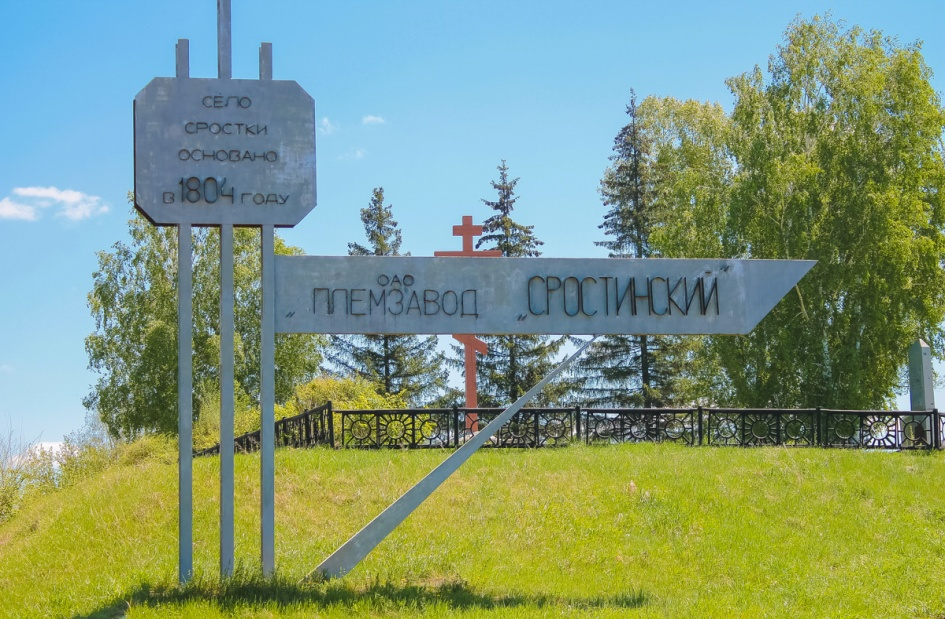 СЕЛО
СРОСТКИ
ОСНОВАНО
В 1804 ГОДУ
ОАО
„ПЛЕМЗАВОД „СРОСТИНСКИЙ"